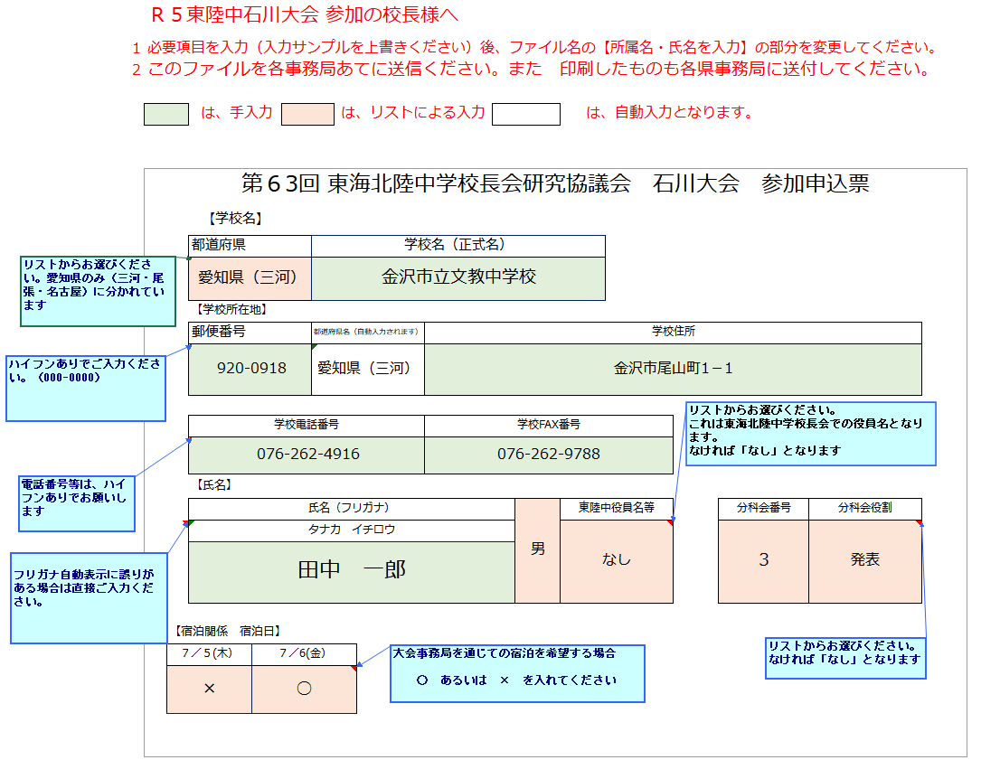 Ｒ５東陸中石川大会 参加の校長様へ
1 必要項目を入力（入力サンプルを上書きください）後、ファイル名の【所属名・氏名を入力】の部分を変更してください。
2 このファイルを各事務局あてに送信ください。また　印刷したものも各県事務局に送付してください。
は、手入力　は、リストによる入力　は、自動入力となります。
第６3回 東海北陸中学校長会研究協議会　石川大会　参加申込票
【学校名】
都道府県　学校名（正式名）
愛知県（三河）　金沢市立文教中学校
リストからお選びくださ
い。愛知県のみ（三河・尾
張・名古屋）に分かれてい
ます
【学校所在地】
郵便番号　都道府県名（自動入力されます）　学校住所
920-0918　愛知県（三河）　金沢市尾山町1－1
ハイフンありでご入力くださ
い。（000-0000）
学校電話番号　学校FAX番号
076-262-4916　076-262-9788
リストからお選びください。
これは東海北陸中学校長会での役員名となり
ます。
なければ「なし」となります
電話番号等は、ハイ
フンありでお願いし
ます
【氏名】
氏名（フリガナ）　東陸中役員名等　分科会番号　分科会役割
タナカ　イチロウ
田中　一郎　男　なし　3　発表
フリガナ自動表示に誤りが
ある場合は直接ご入力くだ
さい。
【宿泊関係　宿泊日】
７／５(木)　７／6(金)
×　〇
大会事務局を通じての宿泊を希望する場合
〇　あるいは　×　を入れてください
リストからお選びください。
なければ「なし」となります